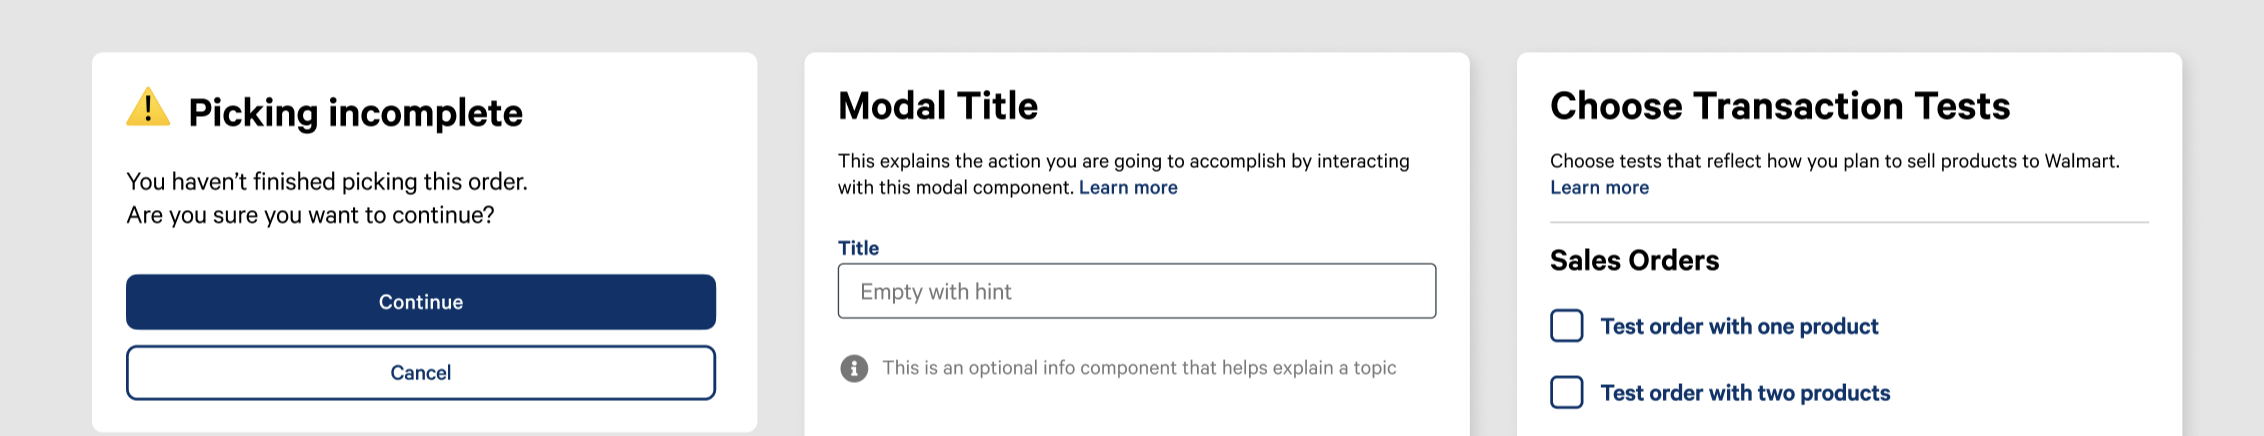 Picking incomplete
You haven’t finished picking this order.
Are you sure you want to continue?
Continue
Cancel
Modal Title
This explains the action you are going to accomplish by interacting
with this modal component. Learn more
Title
Empty with hint
This is an optional info component that helps explain a topic
Choose Transaction Tests
Choose tests that reflect how you plan to sell products to Walmart.
Learn more
Sales Orders
Test order with one product
Test order with two products